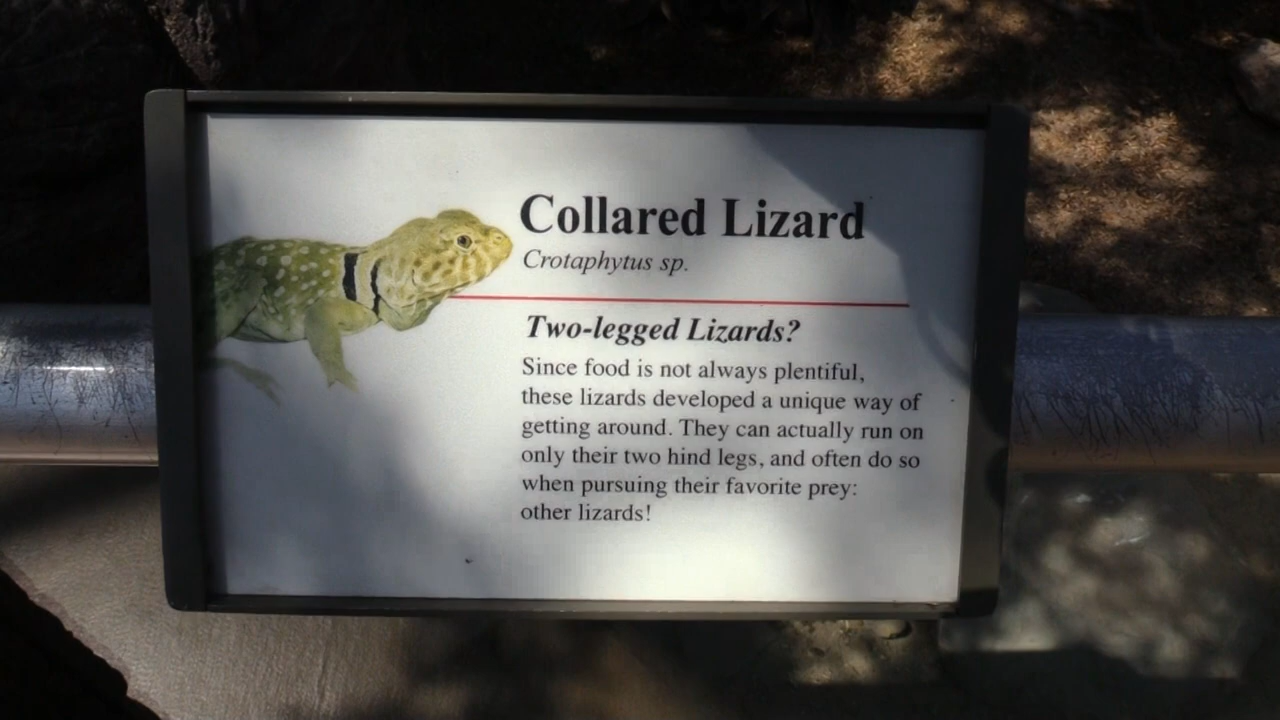 Collared Lizard
Crotaphytus sp.
Two-legged Lizards?
Since food is not always plentiful,
these lizards developed a unique way of
getting around. They can actually run on
only their two hind legs, and often do so
when pursuing their favorite prey:
other lizards!